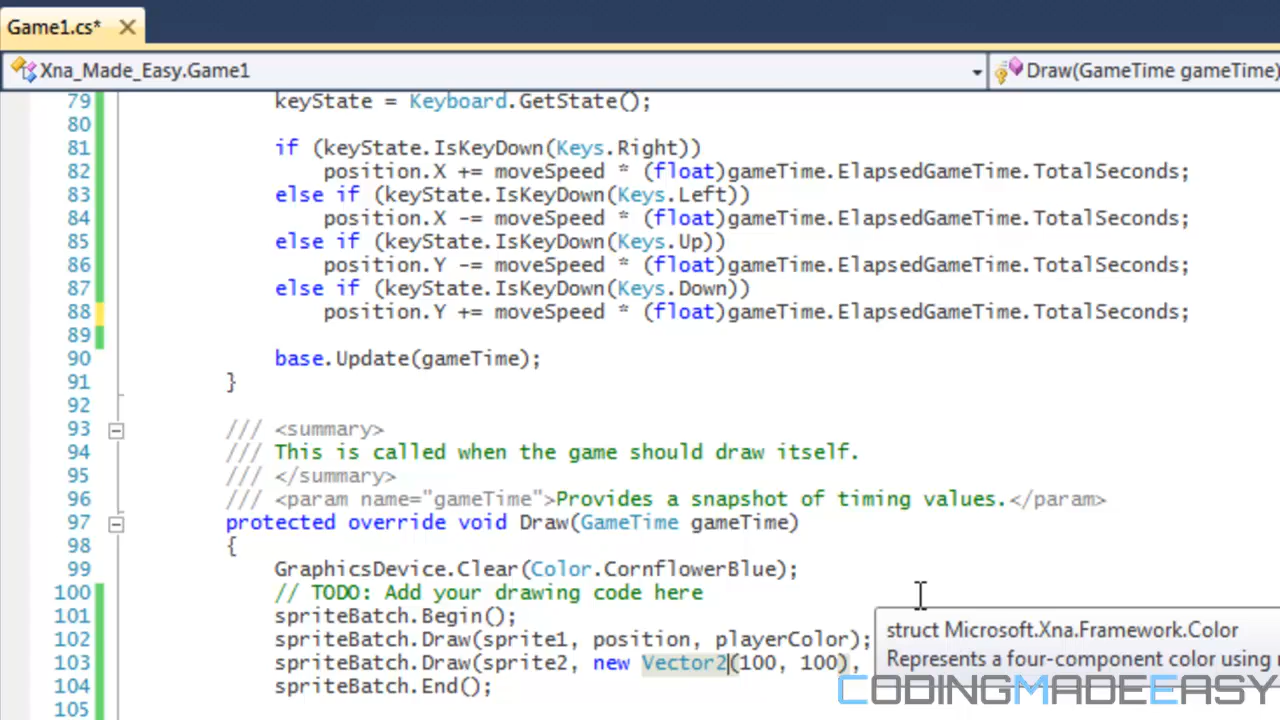 Game1.cs*
Xna_Made_Easy.Game1
Draw(GameTime gameTime)
79 keyState = Keyboard.GetState();
80
81 if (keyState.IsKeyDown(Keys.Right))
82 position.X += moveSpeed * (float)gameTime.ElapsedGameTime.TotalSeconds;
83 else if (keyState.IsKeyDown(Keys.Left))
84 position.X -= moveSpeed * (float)gameTime.ElapsedGameTime.TotalSeconds;
85 else if (keyState.IsKeyDown(Keys.Up))
86 position.Y -= moveSpeed * (float)gameTime.ElapsedGameTime.TotalSeconds;
87 else if (keyState.IsKeyDown(Keys.Down))
88 position.Y += moveSpeed * (float)gameTime.ElapsedGameTime.TotalSeconds;
89
90 base.Update(gameTime);
91 }
92
93 /// <summary>
94 /// This is called when the game should draw itself.
95 /// </summary>
96 /// <param name="gameTime">Provides a snapshot of timing values.</param>
97 protected override void Draw(GameTime gameTime)
98 {
99 GraphicsDevice.Clear(Color.CornflowerBlue);
100 // TODO: Add your drawing code here
101 spriteBatch.Begin();
102 spriteBatch.Draw(sprite1, position, playerColor);
103 spriteBatch.Draw(sprite2, new Vector2(100, 100),
104 spriteBatch.End();
105
struct Microsoft.Xna.Framework.Color
Represents a four-component color using
CODINGMADEEASY